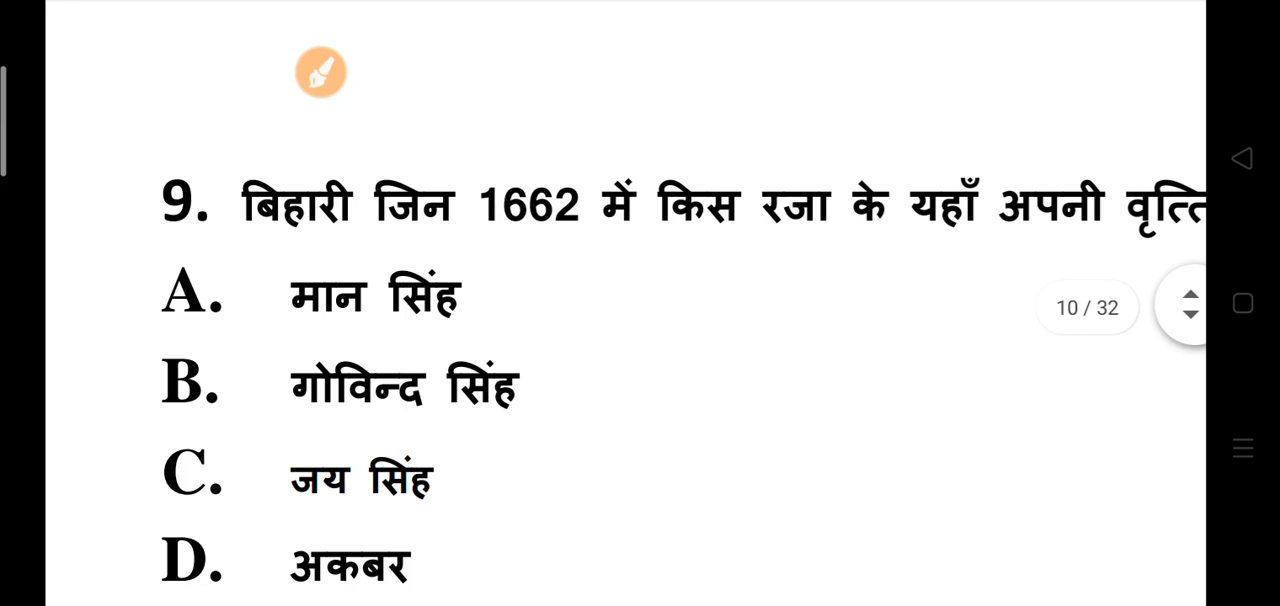 9. बिहारी जिन 1662 में किस रजा के यहाँ अपनी वृत्ति
A. मान सिंह
10 / 32
B. गोविन्द सिंह
C. जय सिंह
D. अकबर